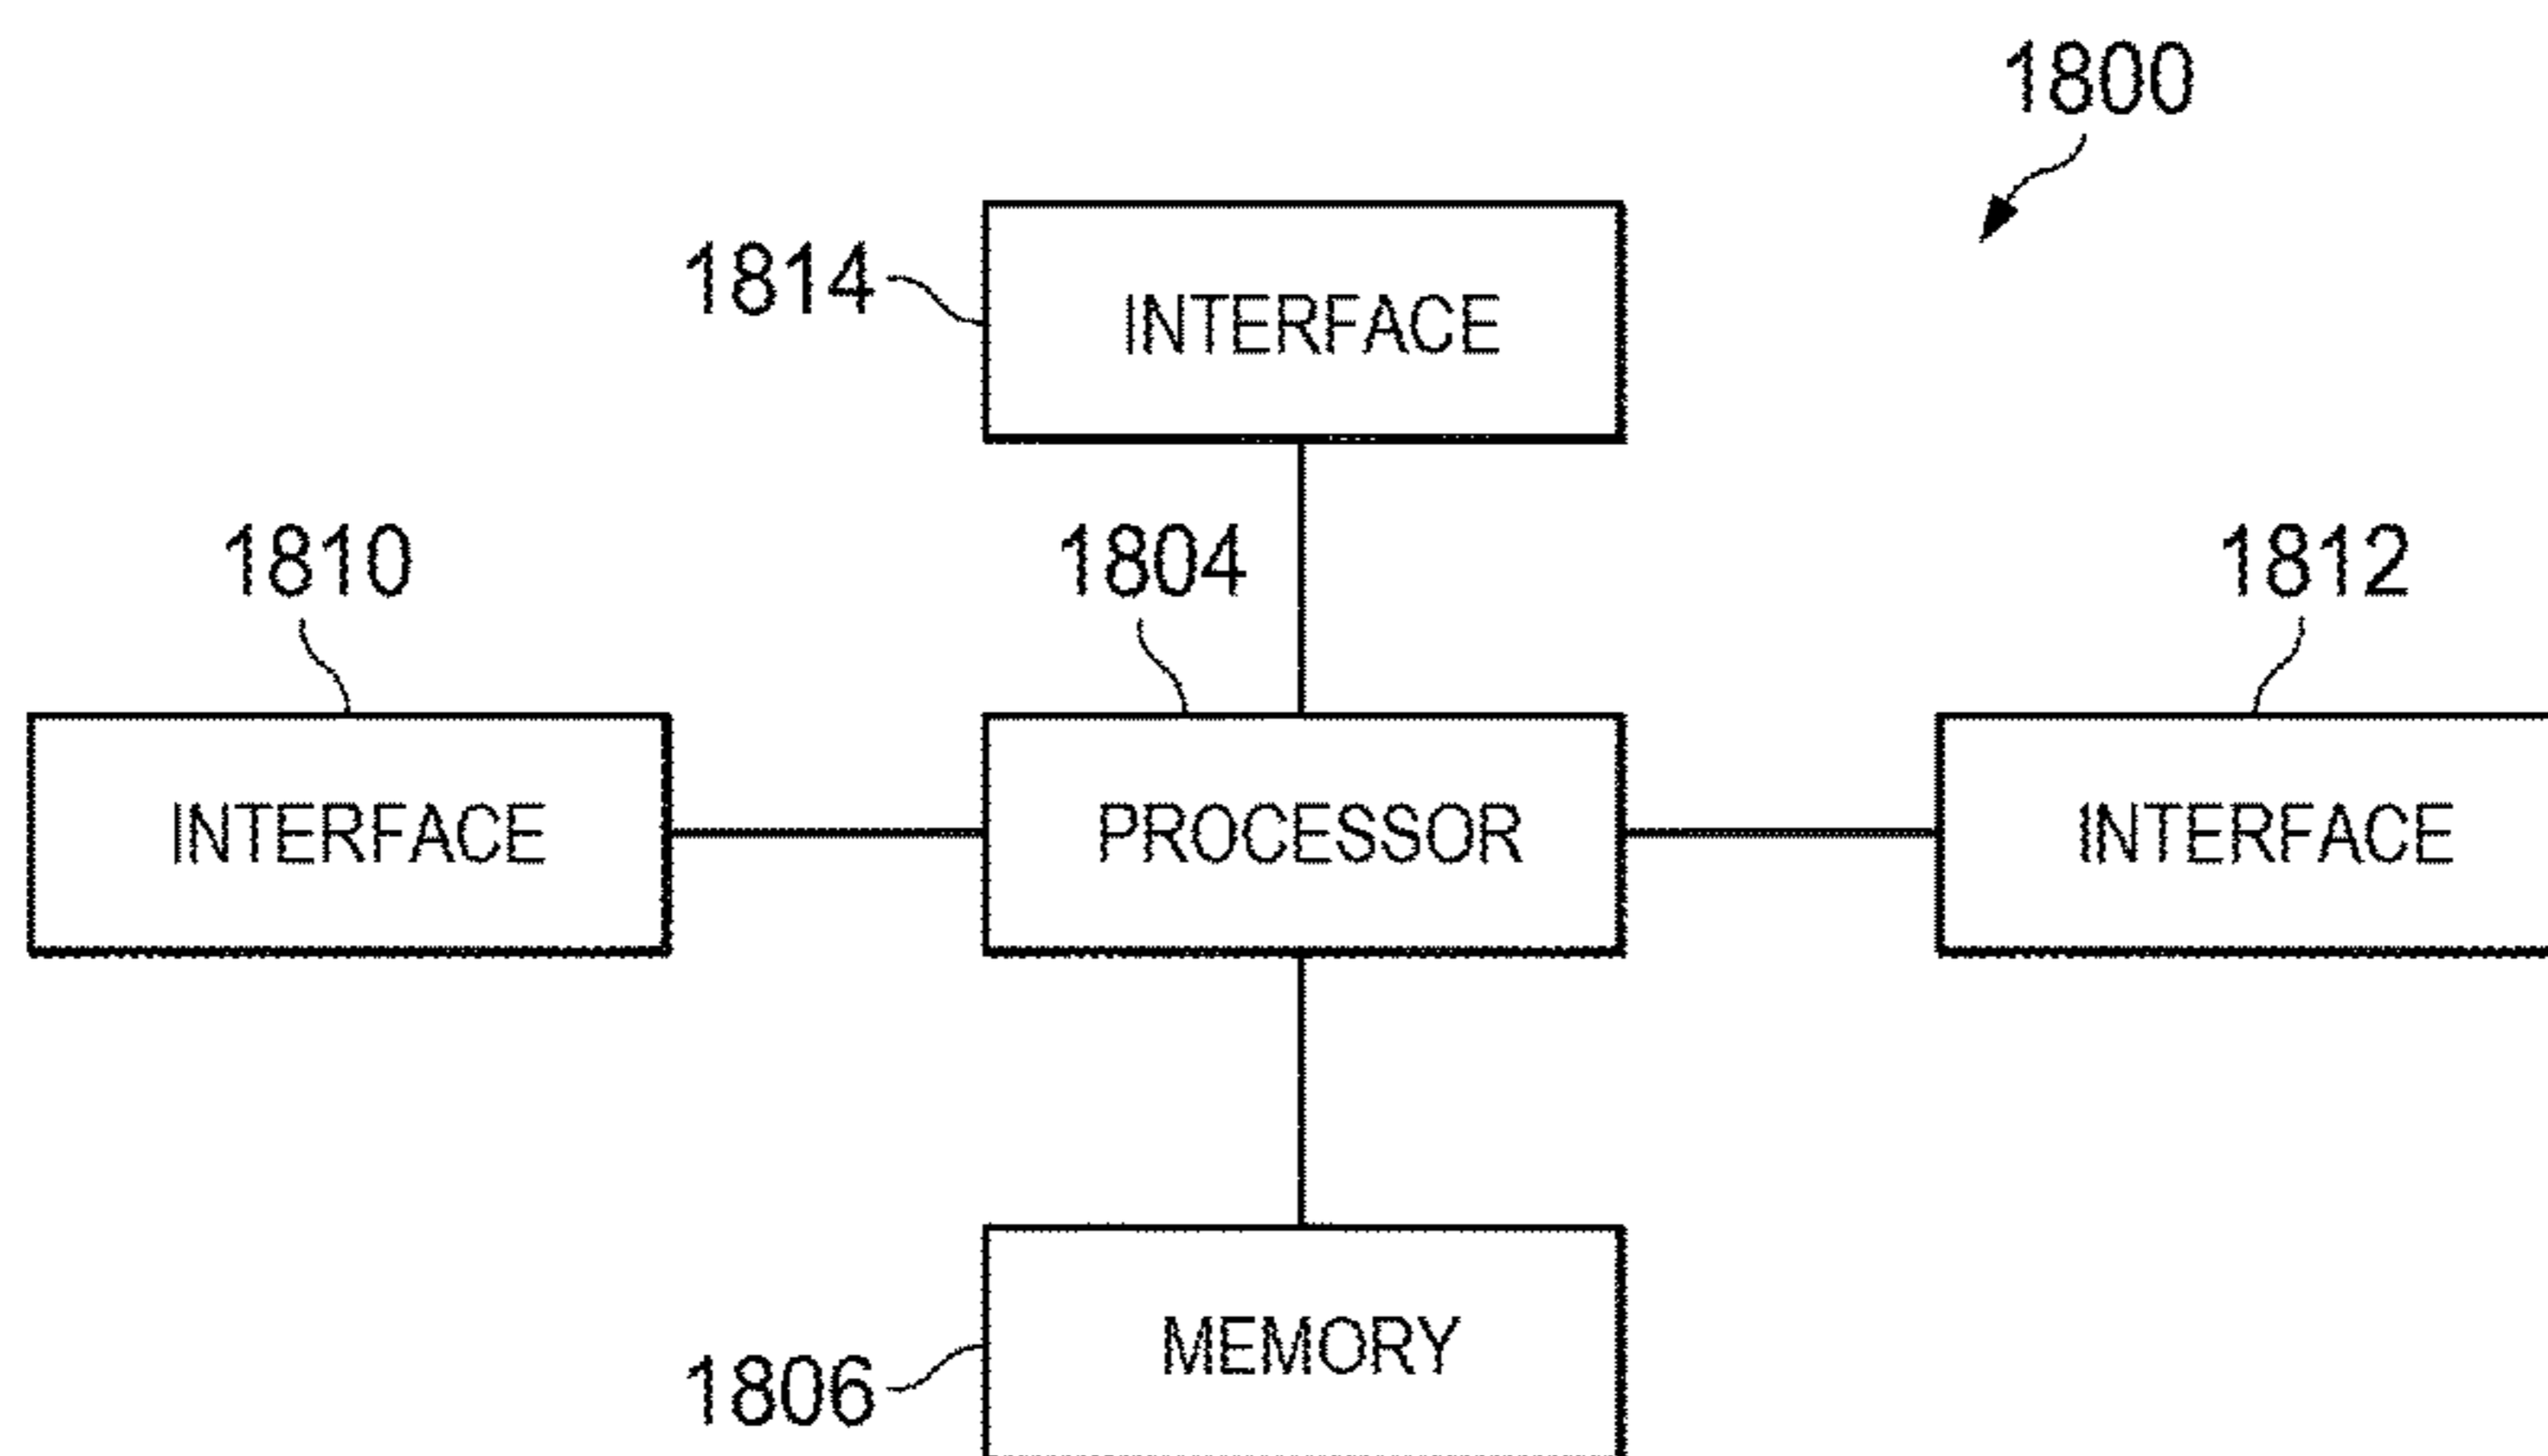 1800
1814
INTERFACE
1810
1804
1812
INTERFACE
PROCESSOR
INTERFACE
MEMORY
1806